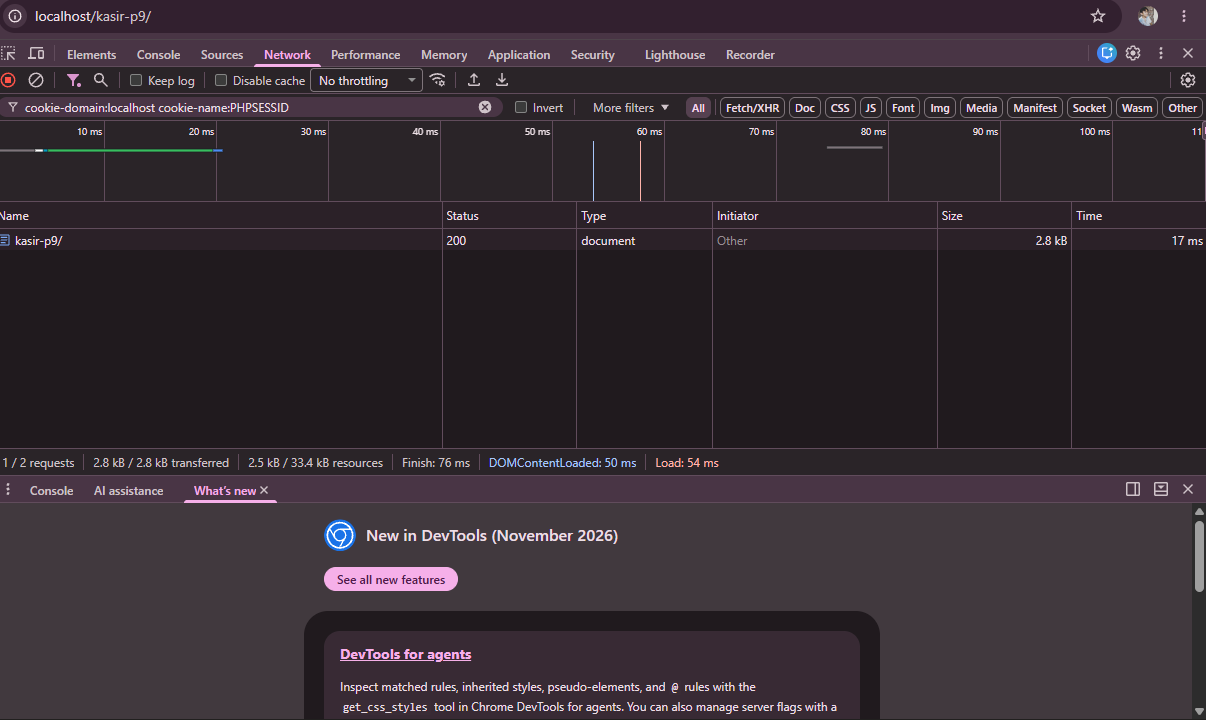 localhost/kasir-p9/
Elements Console Sources Network Performance Memory Application Security Lighthouse Recorder
Keep log Disable cache No throttling
cookie-domain:localhost cookie-name:PHPSESSID Invert More filters All Fetch/XHR Doc CSS JS Font Img Media Manifest Socket Wasm Other
10 ms 20 ms 30 ms 40 ms 50 ms 60 ms 70 ms 80 ms 90 ms 100 ms 11
Name Status Type Initiator Size Time
kasir-p9/ 200 document Other 2.8 kB 17 ms
1 / 2 requests 2.8 kB / 2.8 kB transferred 2.5 kB / 33.4 kB resources Finish: 76 ms DOMContentLoaded: 50 ms Load: 54 ms
Console AI assistance What's new
New in DevTools (November 2026)
See all new features
DevTools for agents
Inspect matched rules, inherited styles, pseudo-elements, and @ rules with the
get_css_styles tool in Chrome DevTools for agents. You can also manage server flags with a